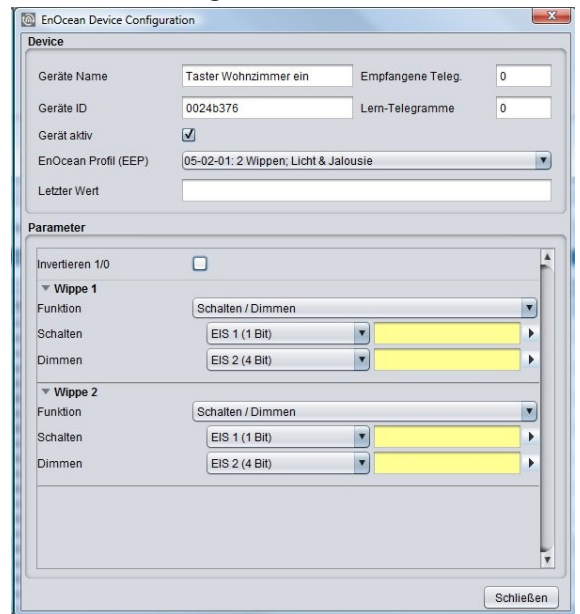 EnOcean Device Configuration
Device
Geräte Name Taster Wohnzimmer ein Empfangene Teleg. 0
Geräte ID 0024b376 Lern-Telegramme 0
Gerät aktiv
EnOcean Profil (EEP) 05-02-01: 2 Wippen; Licht & Jalousie
Letzter Wert
Parameter
Invertieren 1/0
Wippe 1
Funktion Schalten / Dimmen
Schalten EIS 1 (1 Bit)
Dimmen EIS 2 (4 Bit)
Wippe 2
Funktion Schalten / Dimmen
Schalten EIS 1 (1 Bit)
Dimmen EIS 2 (4 Bit)
Schließen